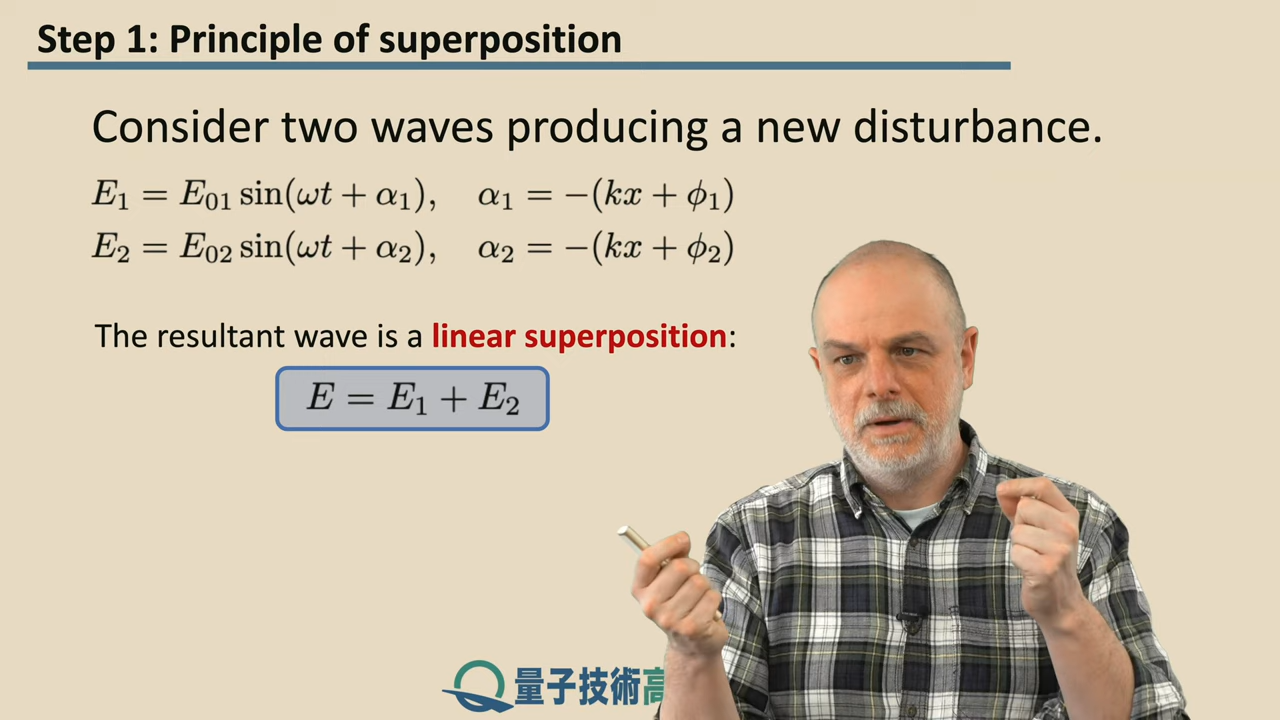 Step 1: Principle of superposition
Consider two waves producing a new disturbance.
E₁ = E₀₁ sin(ωt + α₁),    α₁ = −(kx + ϕ₁)
E₂ = E₀₂ sin(ωt + α₂),    α₂ = −(kx + ϕ₂)
The resultant wave is a linear superposition:
E = E₁ + E₂
量子技術高